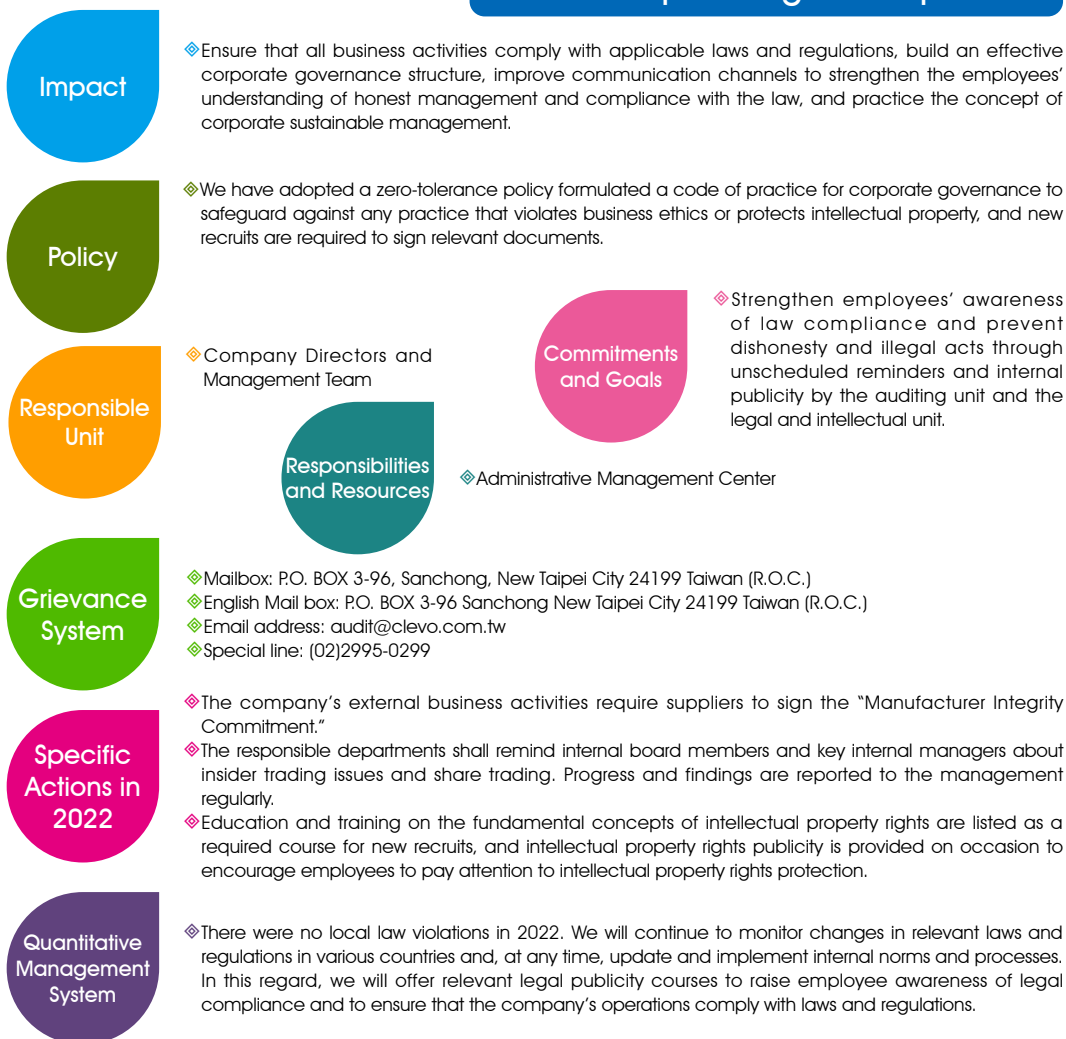 Impact
Ensure that all business activities comply with applicable laws and regulations, build an effective
corporate governance structure, improve communication channels to strengthen the employees’
understanding of honest management and compliance with the law, and practice the concept of
corporate sustainable management.
Policy
We have adopted a zero-tolerance policy formulated a code of practice for corporate governance to
safeguard against any practice that violates business ethics or protects intellectual property, and new
recruits are required to sign relevant documents.
Responsible
Unit
Company Directors and
Management Team
Commitments
and Goals
Strengthen employees’ awareness
of law compliance and prevent
dishonesty and illegal acts through
unscheduled reminders and internal
publicity by the auditing unit and the
legal and intellectual unit.
Responsibilities
and Resources
Administrative Management Center
Grievance
System
Mailbox: P.O. BOX 3-96, Sanchong, New Taipei City 24199 Taiwan (R.O.C.)
English Mail box: P.O. BOX 3-96 Sanchong New Taipei City 24199 Taiwan (R.O.C.)
Email address: audit@clevo.com.tw
Special line: (02)2995-0299
Specific
Actions in
2022
The company’s external business activities require suppliers to sign the “Manufacturer Integrity
Commitment.”
The responsible departments shall remind internal board members and key internal managers about
insider trading issues and share trading. Progress and findings are reported to the management
regularly.
Education and training on the fundamental concepts of intellectual property rights are listed as a
required course for new recruits, and intellectual property rights publicity is provided on occasion to
encourage employees to pay attention to intellectual property rights protection.
Quantitative
Management
System
There were no local law violations in 2022. We will continue to monitor changes in relevant laws and
regulations in various countries and, at any time, update and implement internal norms and processes.
In this regard, we will offer relevant legal publicity courses to raise employee awareness of legal
compliance and to ensure that the company’s operations comply with laws and regulations.